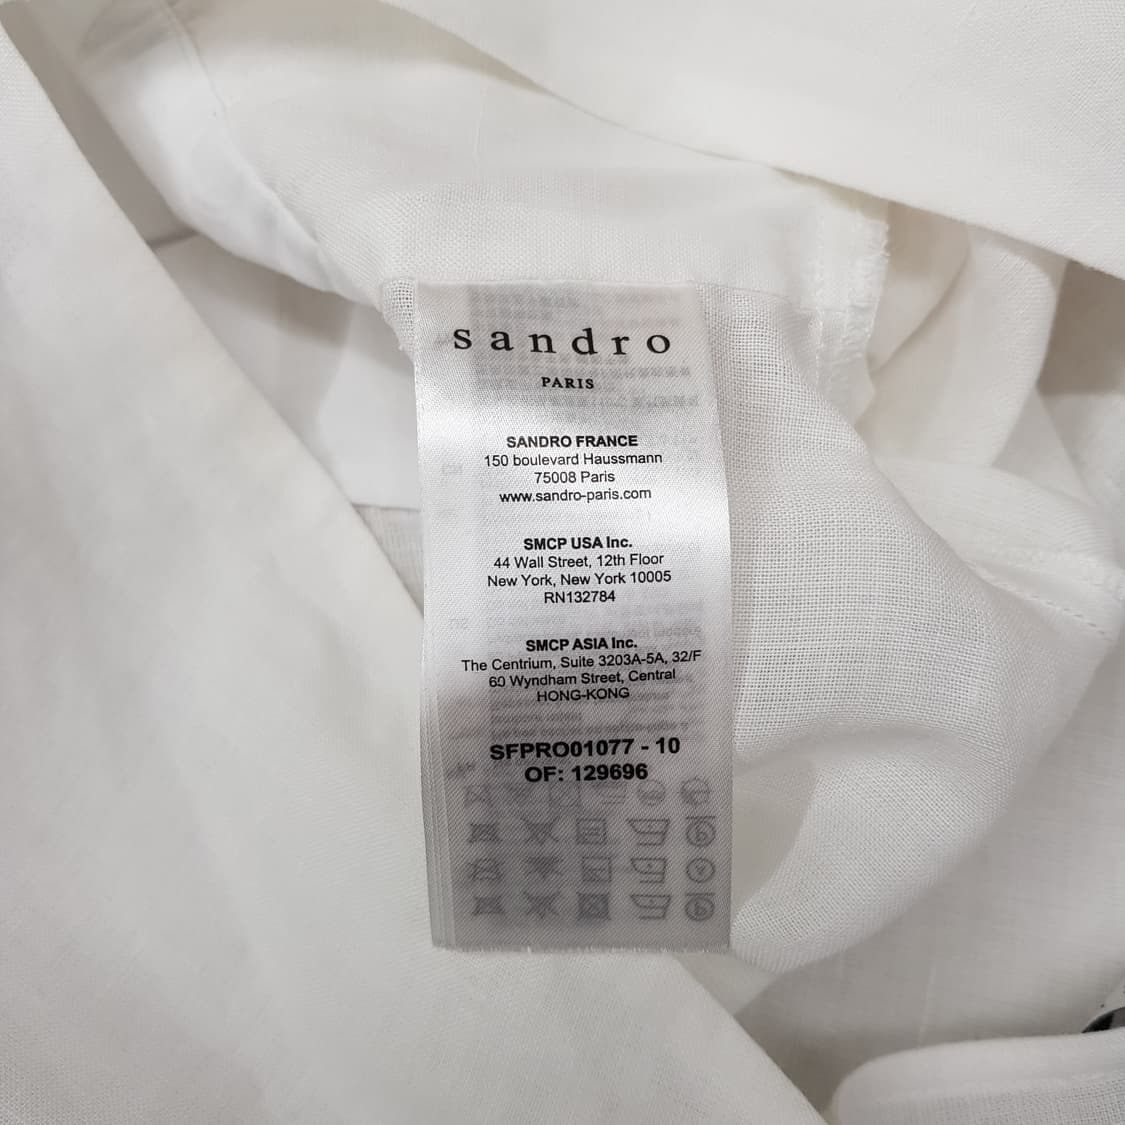 sandro
PARIS
SANDRO FRANCE
150 boulevard Haussmann
75008 Paris
www.sandro-paris.com
SMCP USA Inc.
44 Wall Street, 12th Floor
New York, New York 10005
RN132784
SMCP ASIA Inc.
The Centrium, Suite 3203A-5A, 32/F
60 Wyndham Street, Central
HONG-KONG
SFPRO01077 - 10
OF: 129696